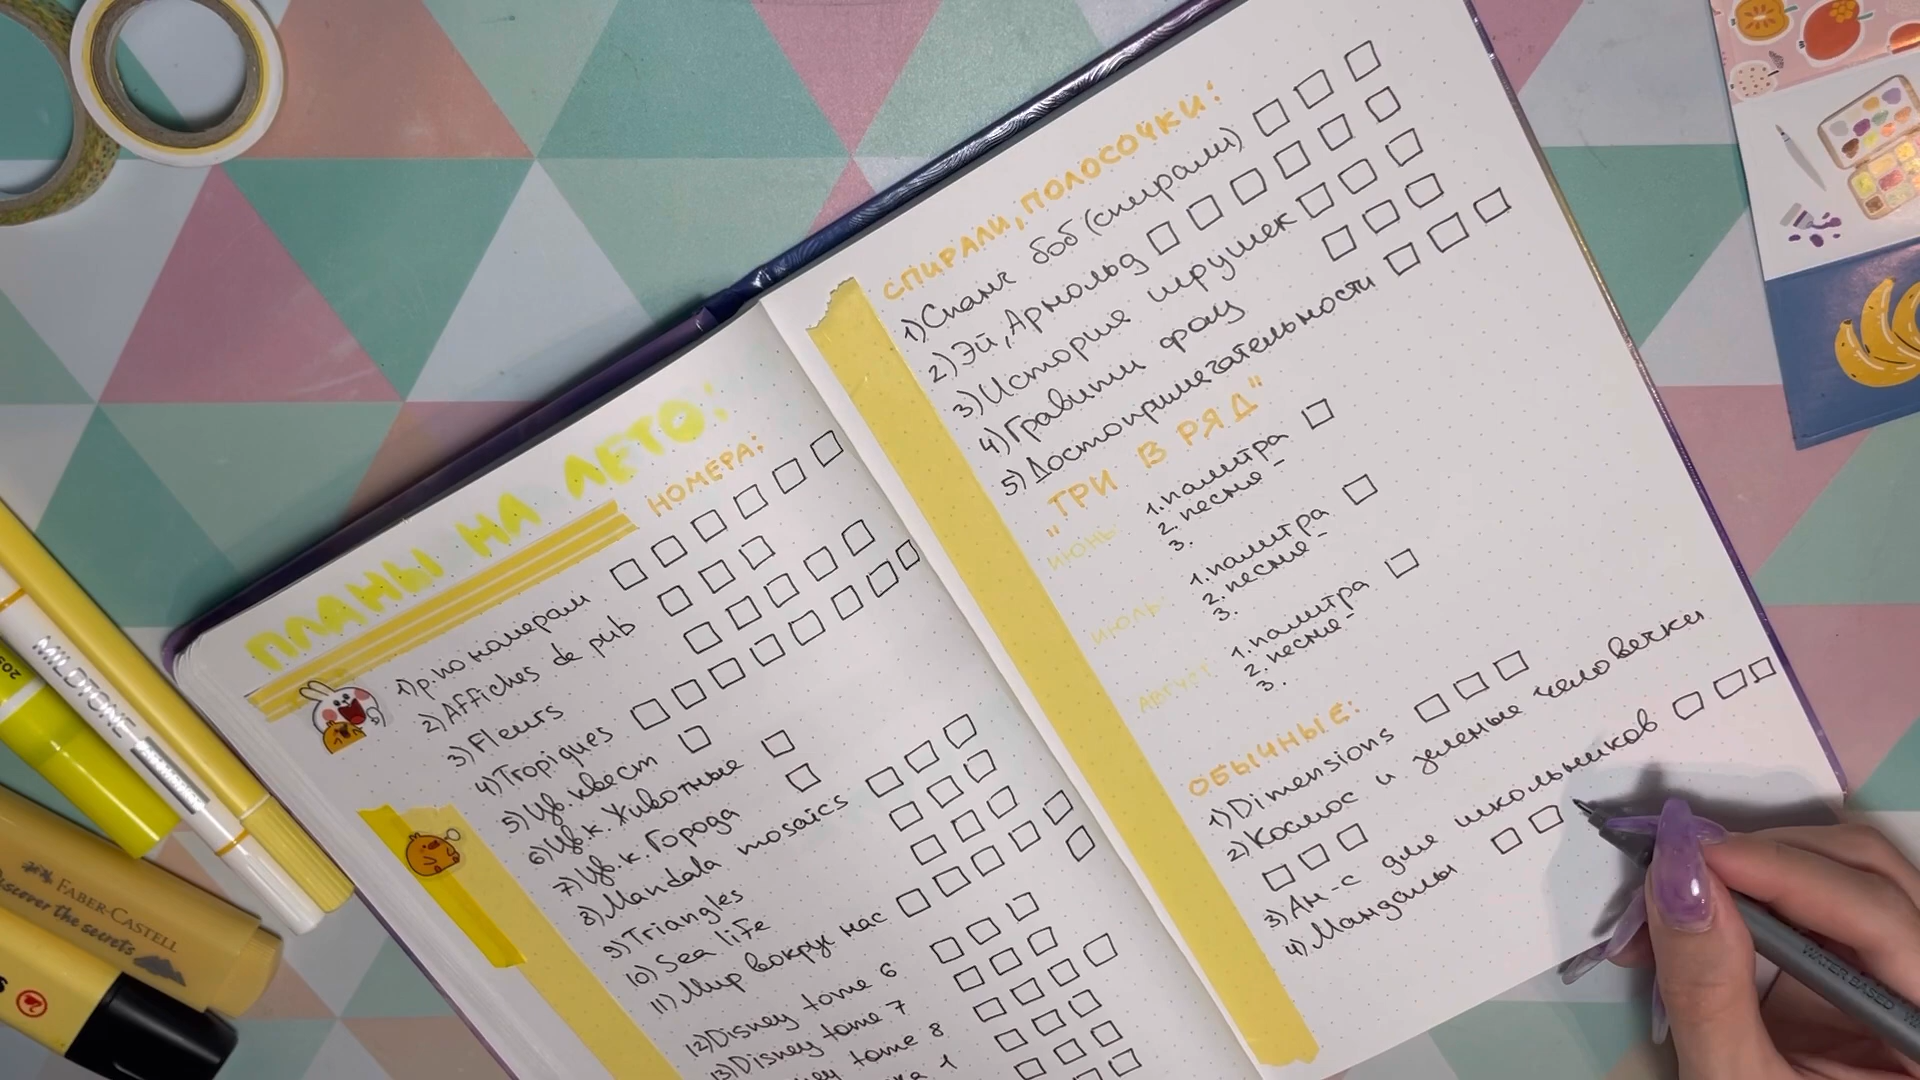 ПЛАНЫ НА ЛЕТО:
НОМЕРА:
1) р. по номерам
2) Affiches de pub
3) Fleurs
4) Tropiques
5) Цв. квест
6) Цв. к. Животные
7) Цв. к. Города
8) Mandala mosaics
9) Triangles
10) Sea life
11) Мир вокруг нас
12) Disney tome 6
13) Disney tome 7
tome 8
1
СПИРАЛИ, ПОЛОСОЧКИ:
1) Спанч боб (спирали)
2) Эй, Арнольд
3) История игрушек
4) Гравити фолз
5) Достопримечательности
"ТРИ В РЯД"
ИЮНЬ
1. палитра
2. песня -
3.
ИЮЛЬ
1. палитра
2. песня -
3.
АВГУСТ
1. палитра
2. песня -
3.
ОБЫЧНЫЕ:
1) Dimensions
2) Космос и зеленые человечки
3) Ан-с для школьников
4) Мандалы
MILDTONE
FABER-CASTELL
Discover the secrets
WATER BASED